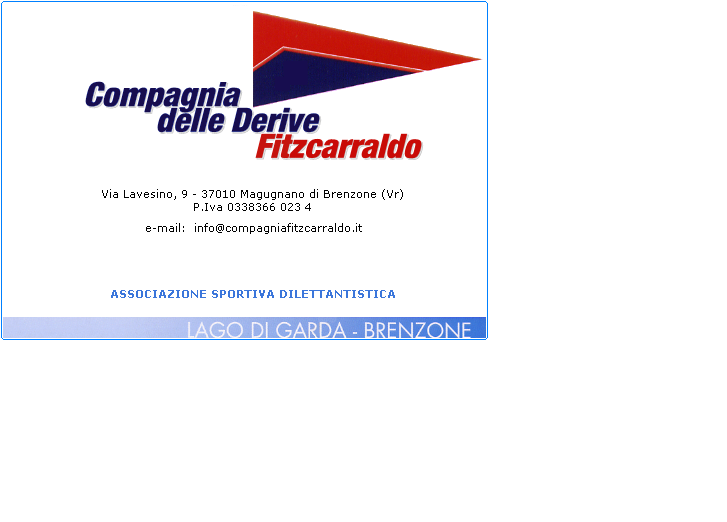 Compagnia
delle Derive
Fitzcarraldo
Via Lavesino, 9 - 37010 Magugnano di Brenzone (Vr)
P.Iva 0338366 023 4
e-mail: info@compagniafitzcarraldo.it
ASSOCIAZIONE SPORTIVA DILETTANTISTICA
LAGO DI GARDA - BRENZONE